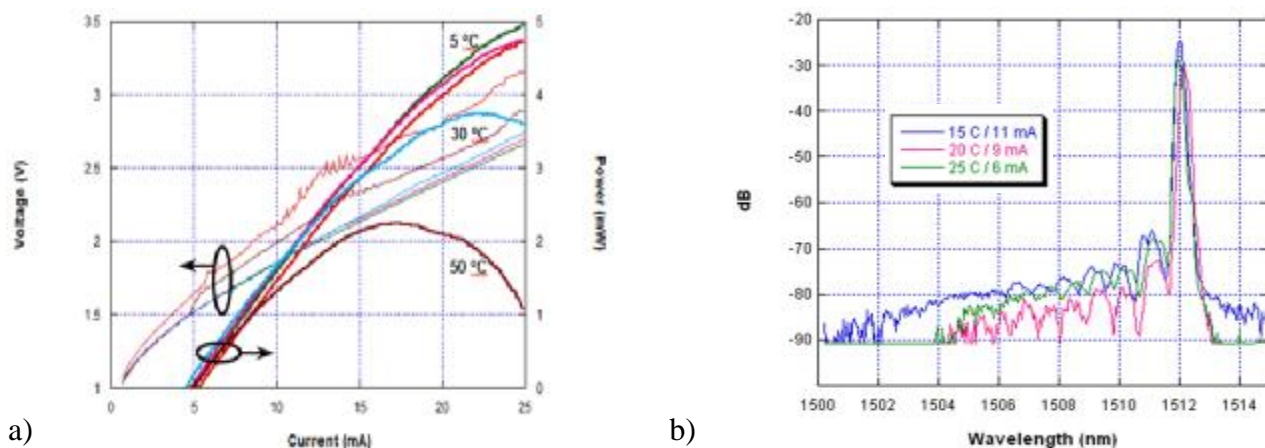 3.5
3
2.5
2
1.5
1
Voltage (V)
0
5
10
15
20
25
Current (mA)
5
4
3
2
1
0
Power (mW)
5 °C
30 °C
50 °C
a)
-20
-30
-40
-50
-60
-70
-80
-90
dB
15 C / 11 mA
20 C / 9 mA
25 C / 6 mA
1500
1502
1504
1506
1508
1510
1512
1514
Wavelength (nm)
b)